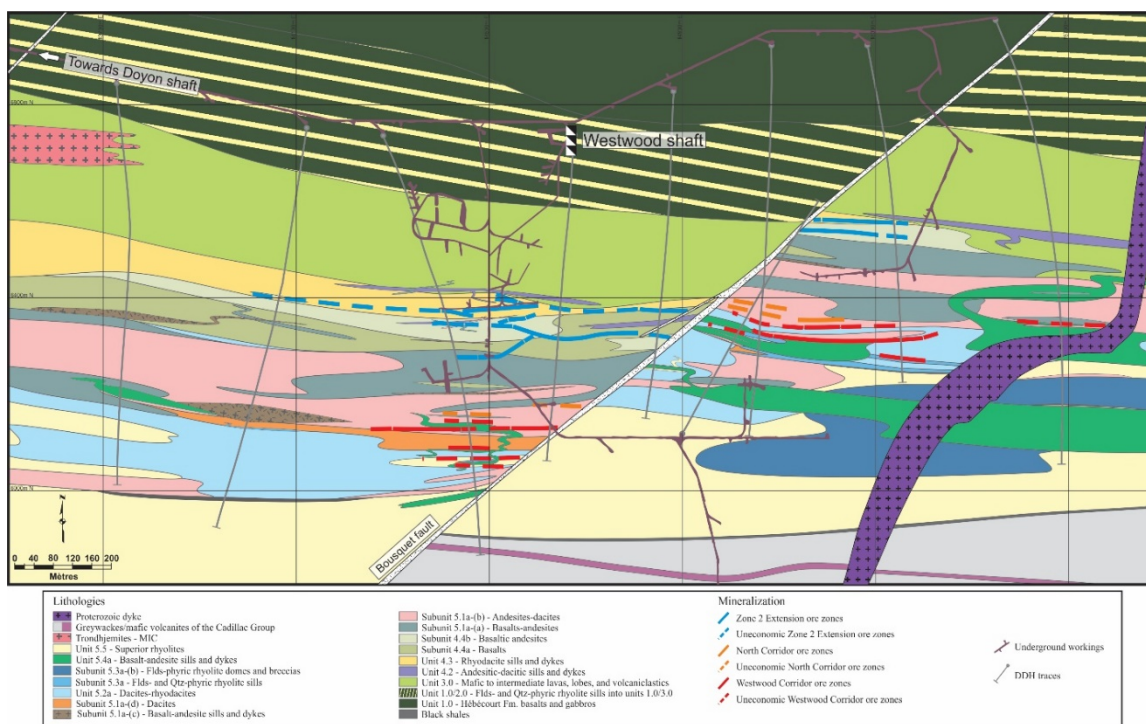 Towards Doyon shaft
Westwood shaft
Bousquet fault
N
0 40 80 120 160 200
Mètres
Lithologies
Proterozoic dyke
Greywackes/mafic volcanites of the Cadillac Group
Trondhjemites - MIC
Unit 5.5 - Superior rhyolites
Unit 5.4a - Basalt-andesite sills and dykes
Subunit 5.3a-(b) - Flds-phyric rhyolite domes and breccias
Subunit 5.3a - Flds- and Qtz-phyric rhyolite sills
Unit 5.2a - Dacites-rhyodacites
Subunit 5.1a-(d) - Dacites
Subunit 5.1a-(c) - Basalt-andesite sills and dykes
Subunit 5.1a-(b) - Andesites-dacites
Subunit 5.1a-(a) - Basalts-andesites
Subunit 4.4b - Basaltic andesites
Subunit 4.4a - Basalts
Unit 4.3 - Rhyodacite sills and dykes
Unit 4.2 - Andesitic-dacitic sills and dykes
Unit 3.0 - Mafic to intermediate lavas, lobes, and volcaniclastics
Unit 1.0/2.0 - Flds- and Qtz-phyric rhyolite sills into units 1.0/3.0
Unit 1.0 - Hébécourt Fm. basalts and gabbros
Black shales
Mineralization
Zone 2 Extension ore zones
Uneconomic Zone 2 Extension ore zones
North Corridor ore zones
Uneconomic North Corridor ore zones
Westwood Corridor ore zones
Uneconomic Westwood Corridor ore zones
Underground workings
DDH traces